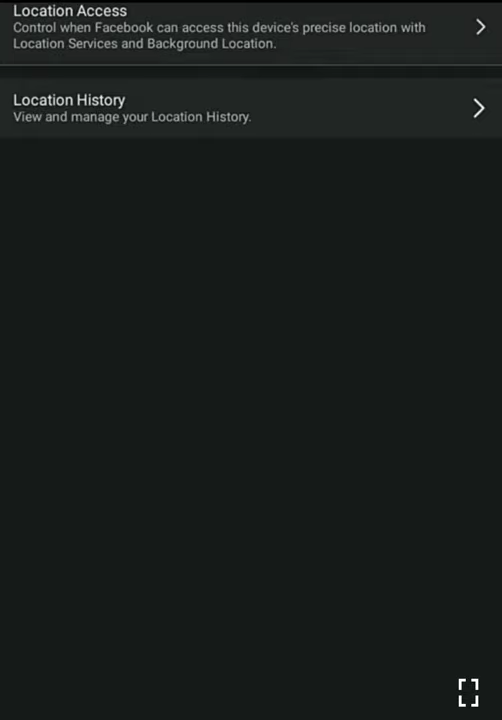 Location Access
Control when Facebook can access this device's precise location with
Location Services and Background Location.
Location History
View and manage your Location History.